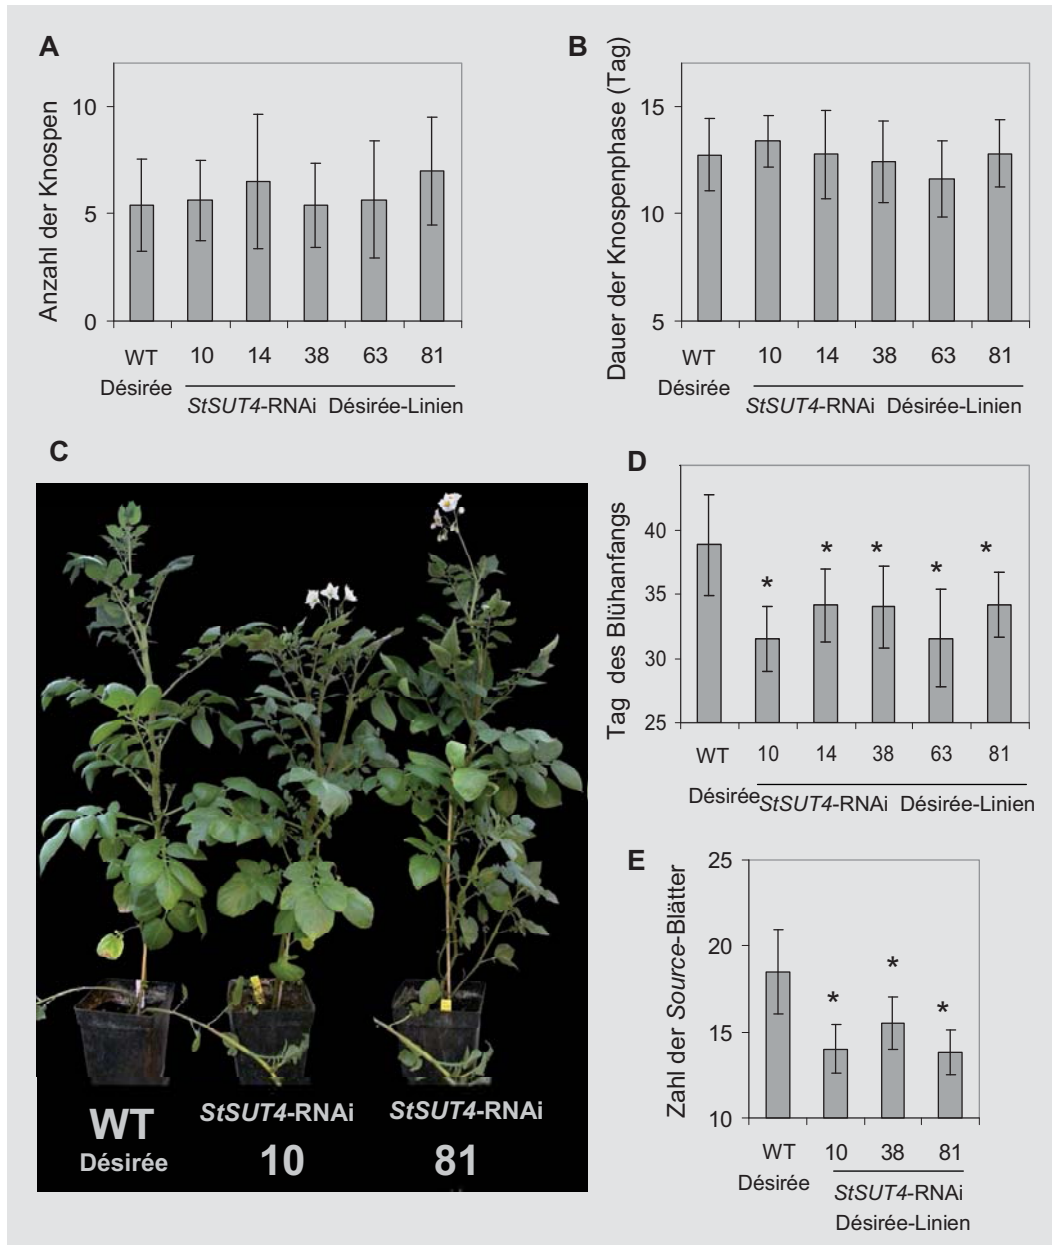 A
Anzahl der Knospen
10
5
0
WT
10
14
38
63
81
Désirée
StSUT4-RNAi Désirée-Linien
B
Dauer der Knospenphase (Tag)
15
10
5
WT
10
14
38
63
81
Désirée
StSUT4-RNAi Désirée-Linien
C
WT
Désirée
StSUT4-RNAi
10
StSUT4-RNAi
81
D
Tag des Blühanfangs
40
35
30
25
*
*
*
*
*
WT
10
14
38
63
81
Désirée
StSUT4-RNAi Désirée-Linien
E
Zahl der Source-Blätter
25
20
15
10
*
*
*
WT
10
38
81
Désirée
StSUT4-RNAi
Désirée-Linien